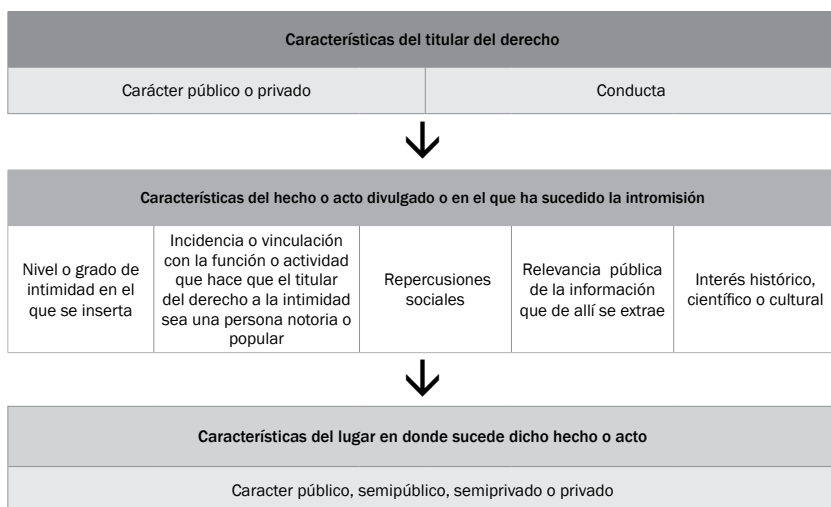 Características del titular del derecho
Carácter público o privado
Conducta
Características del hecho o acto divulgado o en el que ha sucedido la intromisión
Nivel o grado de
intimidad en el
que se inserta
Incidencia o vinculación
con la función o actividad
que hace que el titular
del derecho a la intimidad
sea una persona notoria o
popular
Repercusiones
sociales
Relevancia pública
de la información
que de allí se extrae
Interés histórico,
científico o cultural
Características del lugar en donde sucede dicho hecho o acto
Caracter público, semipúblico, semiprivado o privado